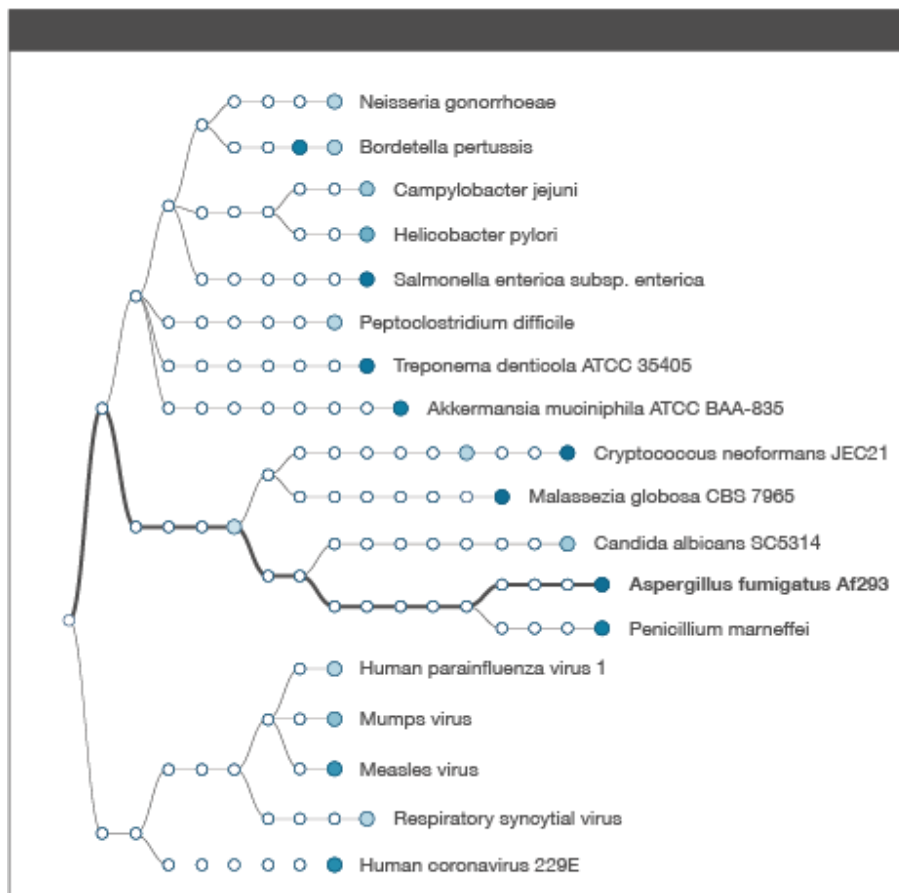 Neisseria gonorrhoeae
Bordetella pertussis
Campylobacter jejuni
Helicobacter pylori
Salmonella enterica subsp. enterica
Peptoclostridium difficile
Treponema denticola ATCC 35405
Akkermansia muciniphila ATCC BAA-835
Cryptococcus neoformans JEC21
Malassezia globosa CBS 7965
Candida albicans SC5314
Aspergillus fumigatus Af293
Penicillium marneffei
Human parainfluenza virus 1
Mumps virus
Measles virus
Respiratory syncytial virus
Human coronavirus 229E